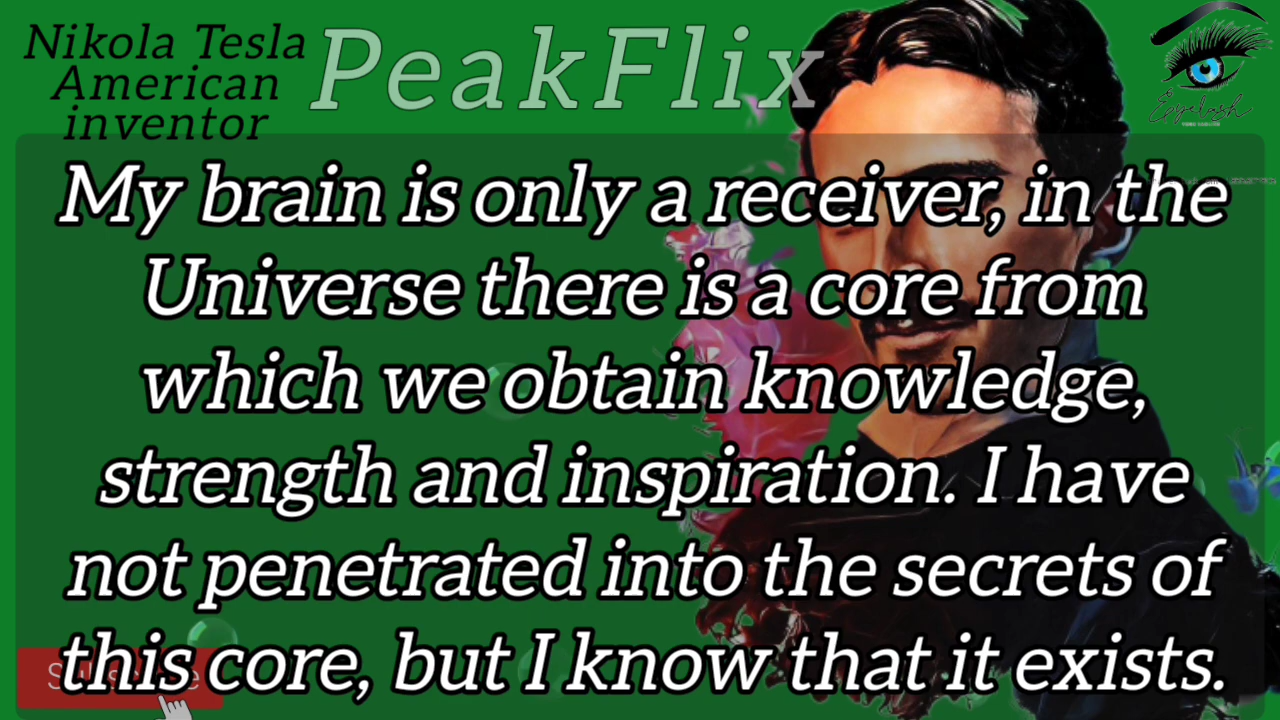 Nikola Tesla
American
inventor
PeakFlix
Eyelash
My brain is only a receiver, in the
Universe there is a core from
which we obtain knowledge,
strength and inspiration. I have
not penetrated into the secrets of
this core, but I know that it exists.